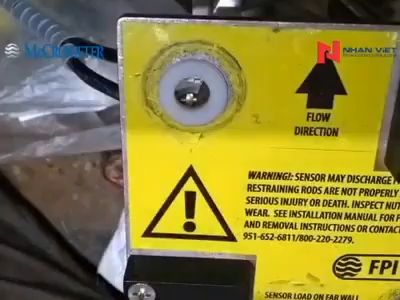 McCROMETER
NHAN VIET
FLOW
DIRECTION
WARNING!: SENSOR MAY DISCHARGE
RESTRAINING RODS ARE NOT PROPERLY
SERIOUS INJURY OR DEATH. INSPECT NUT
WEAR. SEE INSTALLATION MANUAL FOR
AND REMOVAL INSTRUCTIONS OR CONTAC
951-652-6811/800-220-2279.
FPI
SENSOR LOAD ON FAR WALL